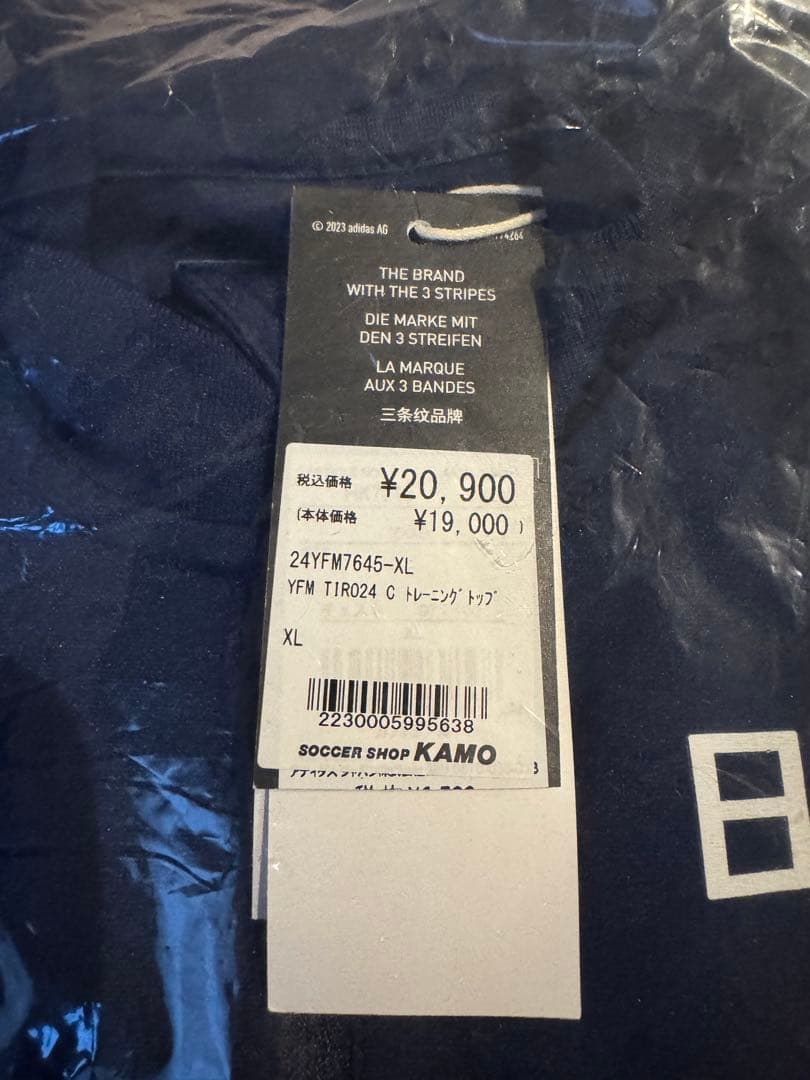 © 2023 adidas AG
THE BRAND
WITH THE 3 STRIPES
DIE MARKE MIT
DEN 3 STREIFEN
LA MARQUE
AUX 3 BANDES
三条纹品牌
税込価格 ¥20,900
(本体価格 ¥19,000)
24YFM7645-XL
YFM TIRO24 C ﾄﾚｰﾆﾝｸﾞﾄｯﾌﾟ
XL
2230005995638
SOCCER SHOP KAMO